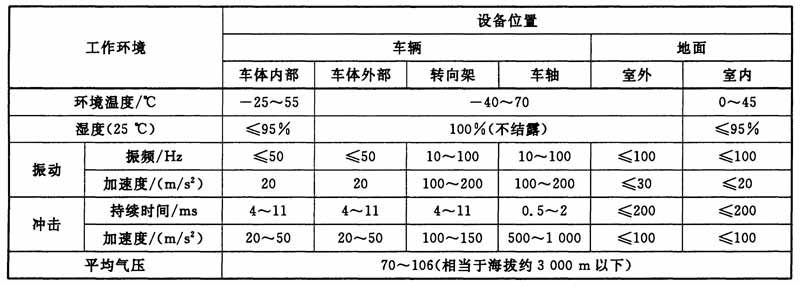 工作环境 设备位置
车辆 地面
车体内部 车体外部 转向架 车轴 室外 室内
环境温度/℃ －25～55 －40～70 0～45
湿度(25 ℃) ≤95% 100%(不结露) ≤95%
振动 振频/Hz ≤50 ≤50 10～100 10～100 ≤100 ≤100
加速度/(m/s²) 20 20 100～200 100～200 ≤30 ≤20
冲击 持续时间/ms 4～11 4～11 4～11 0.5～2 ≤200 ≤200
加速度/(m/s²) 20～50 20～50 100～150 500～1 000 ≤100 ≤100
平均气压 70～106(相当于海拔约 3 000 m 以下)